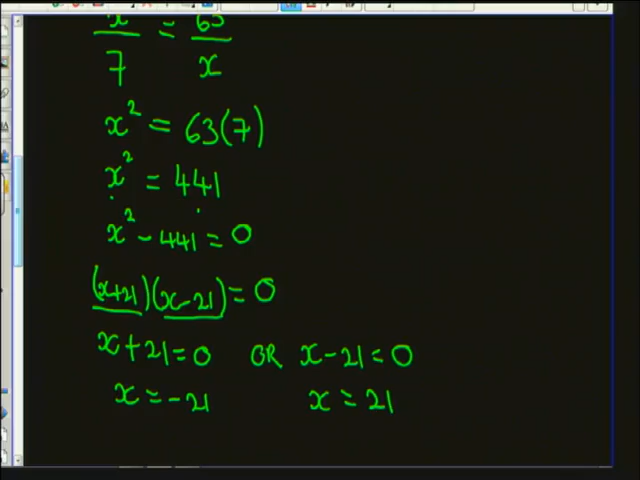 x/7 = 63/x
x² = 63(7)
x² = 441
x² - 441 = 0
(x+21)(x-21) = 0
x + 21 = 0 OR x - 21 = 0
x = -21 x = 21